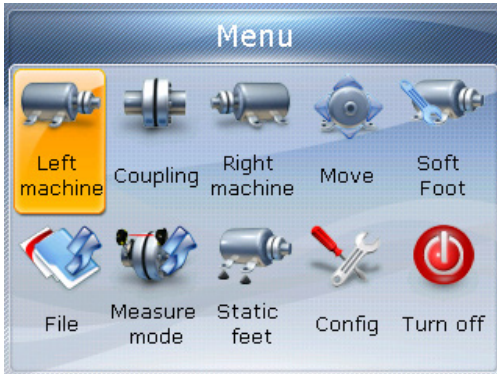 Menu
Left
machine
Coupling
Right
machine
Move
Soft
Foot
File
Measure
mode
Static
feet
Config
Turn off